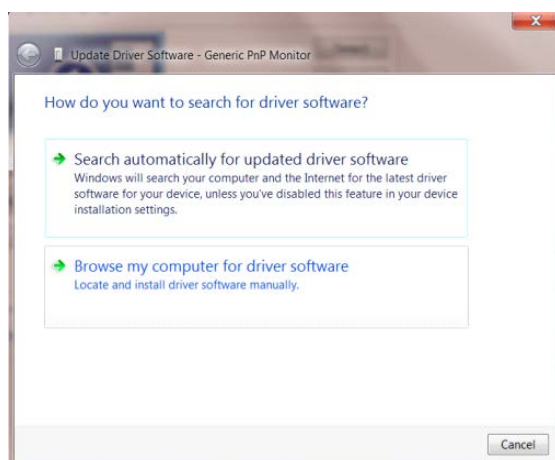 Update Driver Software - Generic PnP Monitor
How do you want to search for driver software?
Search automatically for updated driver software
Windows will search your computer and the Internet for the latest driver
software for your device, unless you've disabled this feature in your device
installation settings.
Browse my computer for driver software
Locate and install driver software manually.
Cancel